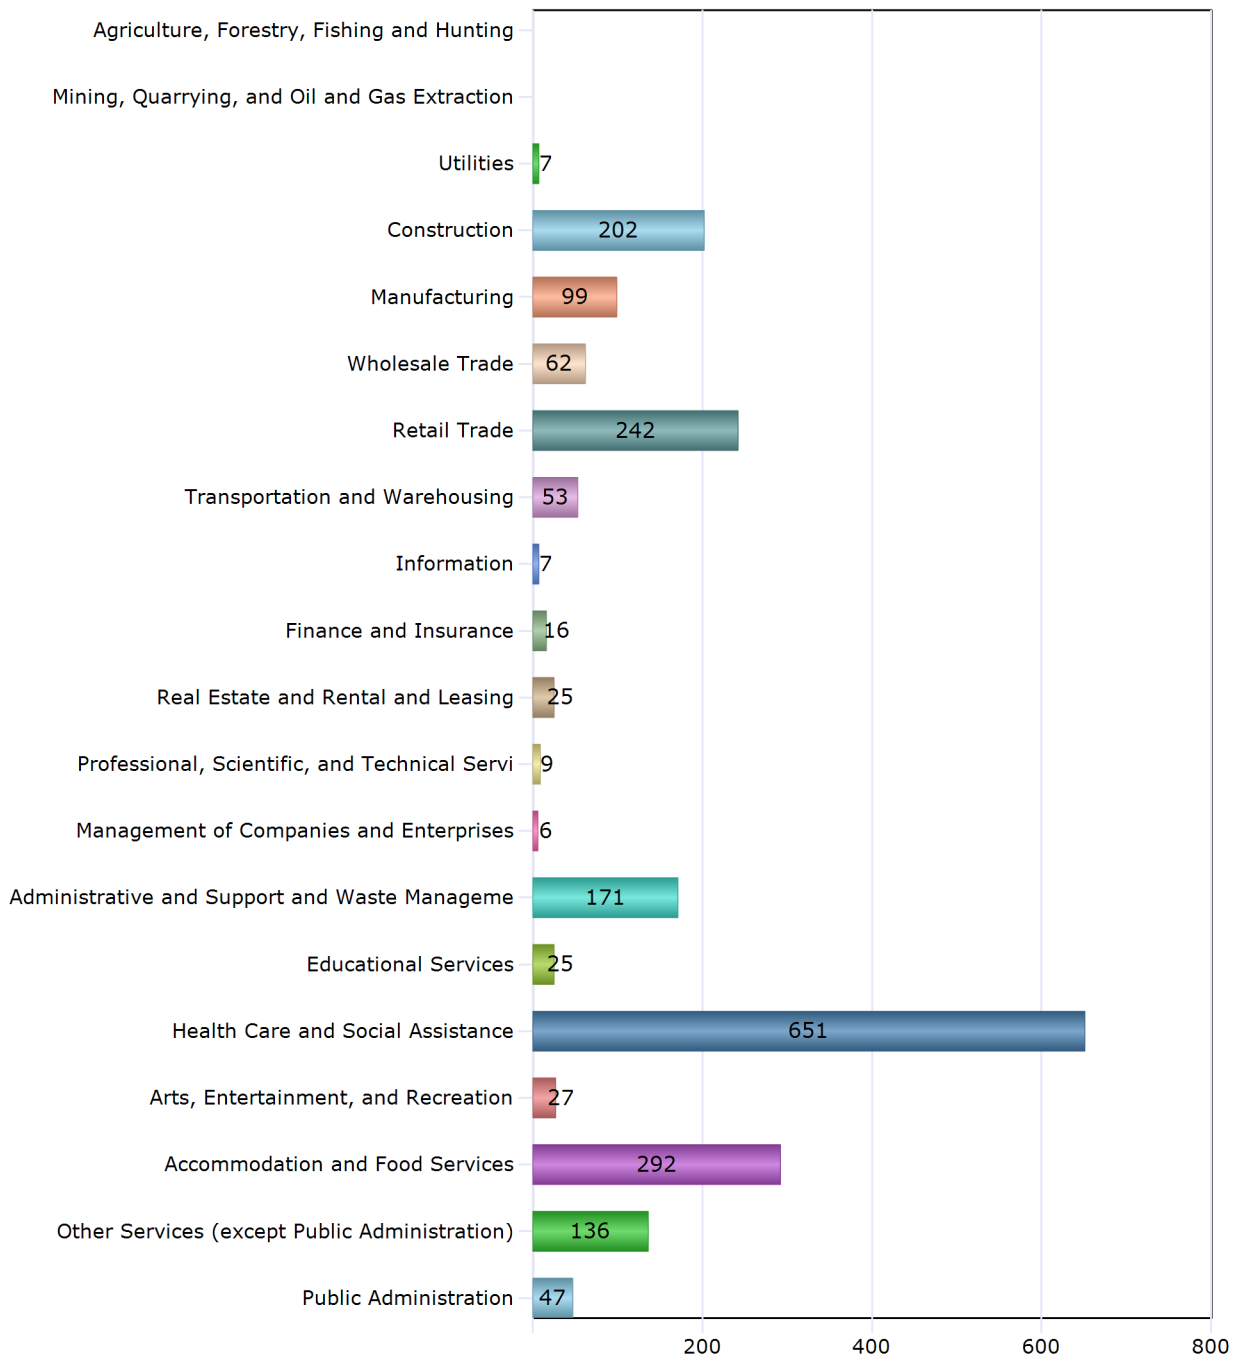 Agriculture, Forestry, Fishing and Hunting
Mining, Quarrying, and Oil and Gas Extraction
Utilities 7
Construction 202
Manufacturing 99
Wholesale Trade 62
Retail Trade 242
Transportation and Warehousing 53
Information 7
Finance and Insurance 16
Real Estate and Rental and Leasing 25
Professional, Scientific, and Technical Servi 9
Management of Companies and Enterprises 6
Administrative and Support and Waste Manageme 171
Educational Services 25
Health Care and Social Assistance 651
Arts, Entertainment, and Recreation 27
Accommodation and Food Services 292
Other Services (except Public Administration) 136
Public Administration 47
200 400 600 800